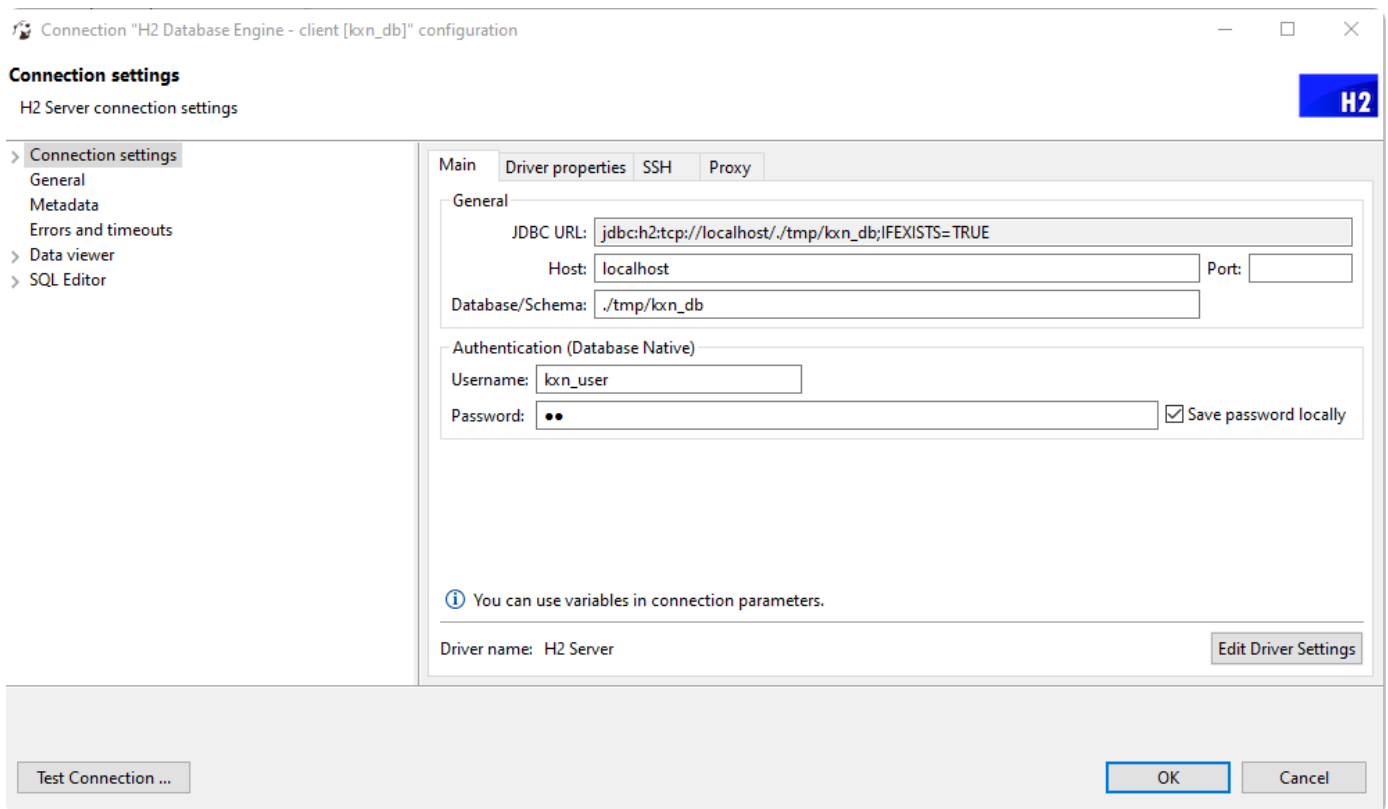 Connection "H2 Database Engine - client [kxn_db]" configuration
Connection settings
H2 Server connection settings
H2
Connection settings
General
Metadata
Errors and timeouts
Data viewer
SQL Editor
Main Driver properties SSH Proxy
General
JDBC URL: jdbc:h2:tcp://localhost/./tmp/kxn_db;IFEXISTS=TRUE
Host: localhost Port:
Database/Schema: ./tmp/kxn_db
Authentication (Database Native)
Username: kxn_user
Password: ●● Save password locally
You can use variables in connection parameters.
Driver name: H2 Server Edit Driver Settings
Test Connection ... OK Cancel